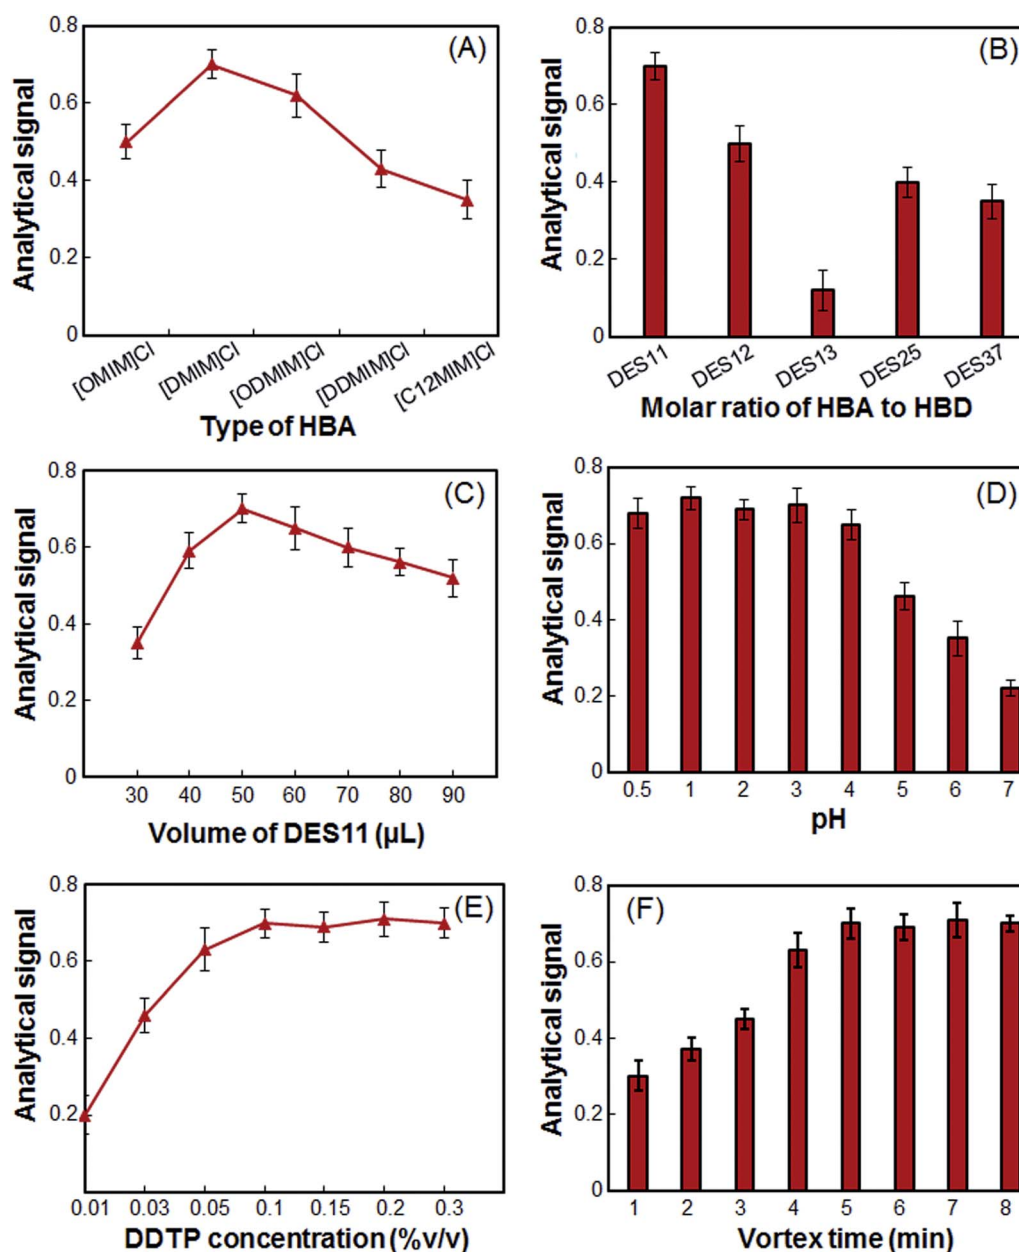 (A)
Analytical signal
0.8
0.6
0.4
0.2
0
[OMIM]Cl [DMIM]Cl [ODMIM]Cl [DDMIM]Cl [C12MIM]Cl
Type of HBA
(B)
Analytical signal
0.8
0.6
0.4
0.2
0
DES11 DES12 DES13 DES25 DES37
Molar ratio of HBA to HBD
(C)
Analytical signal
0.8
0.6
0.4
0.2
0
30 40 50 60 70 80 90
Volume of DES11 (µL)
(D)
Analytical signal
0.8
0.6
0.4
0.2
0
0.5 1 2 3 4 5 6 7
pH
(E)
Analytical signal
0.8
0.6
0.4
0.2
0.01 0.03 0.05 0.1 0.15 0.2 0.3
DDTP concentration (%v/v)
(F)
Analytical signal
0.8
0.6
0.4
0.2
0
1 2 3 4 5 6 7 8
Vortex time (min)